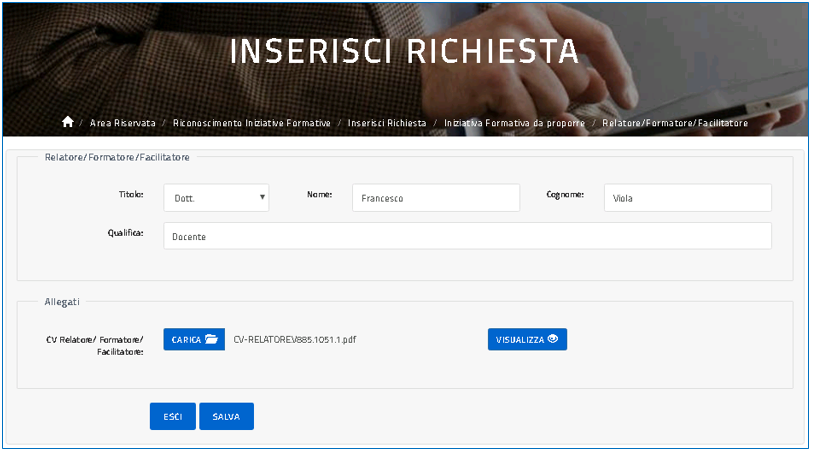 INSERISCI RICHIESTA
/ Area Riservata / Riconoscimento Iniziative Formative / Inserisci Richiesta / Iniziativa Formativa da proporre / Relatore/Formatore/Facilitatore
Relatore/Formatore/Facilitatore
Titolo: Dott. Nome: Francesco Cognome: Viola
Qualifica: Docente
Allegati
CV Relatore/ Formatore/
Facilitatore: CARICA CV-RELATORE.V885.1051.1.pdf VISUALIZZA
ESCI SALVA